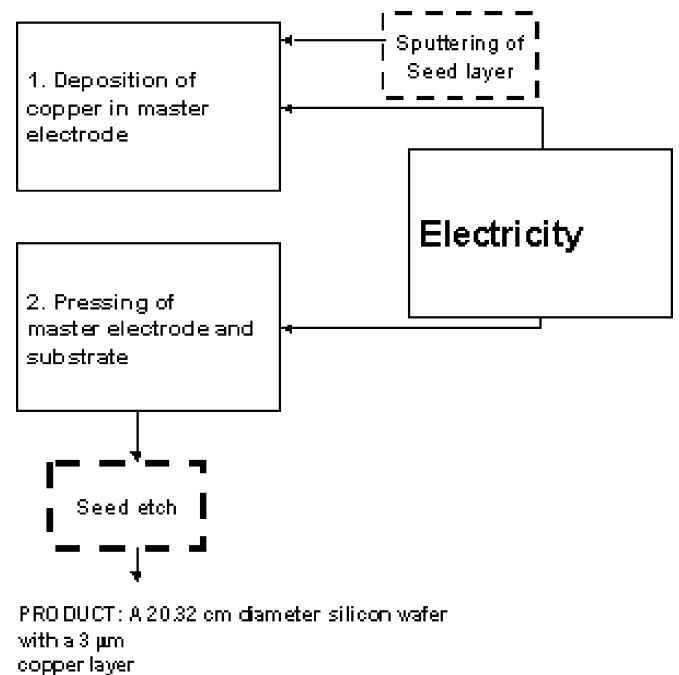 Sputtering of
Seed layer
1. Deposition of
copper in master
electrode
Electricity
2. Pressing of
master electrode and
substrate
Seed etch
PRODUCT: A 20.32 cm diameter silicon wafer
with a 3 µm
copper layer